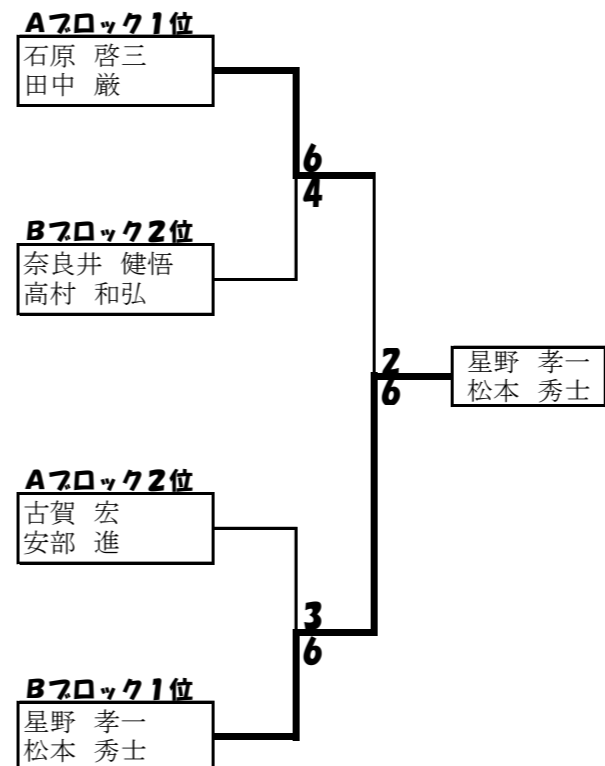 Aブロック1位
石原 啓三
田中 厳
6
4
Bブロック2位
奈良井 健悟
高村 和弘
2
6
星野 孝一
松本 秀士
Aブロック2位
古賀 宏
安部 進
3
6
Bブロック1位
星野 孝一
松本 秀士